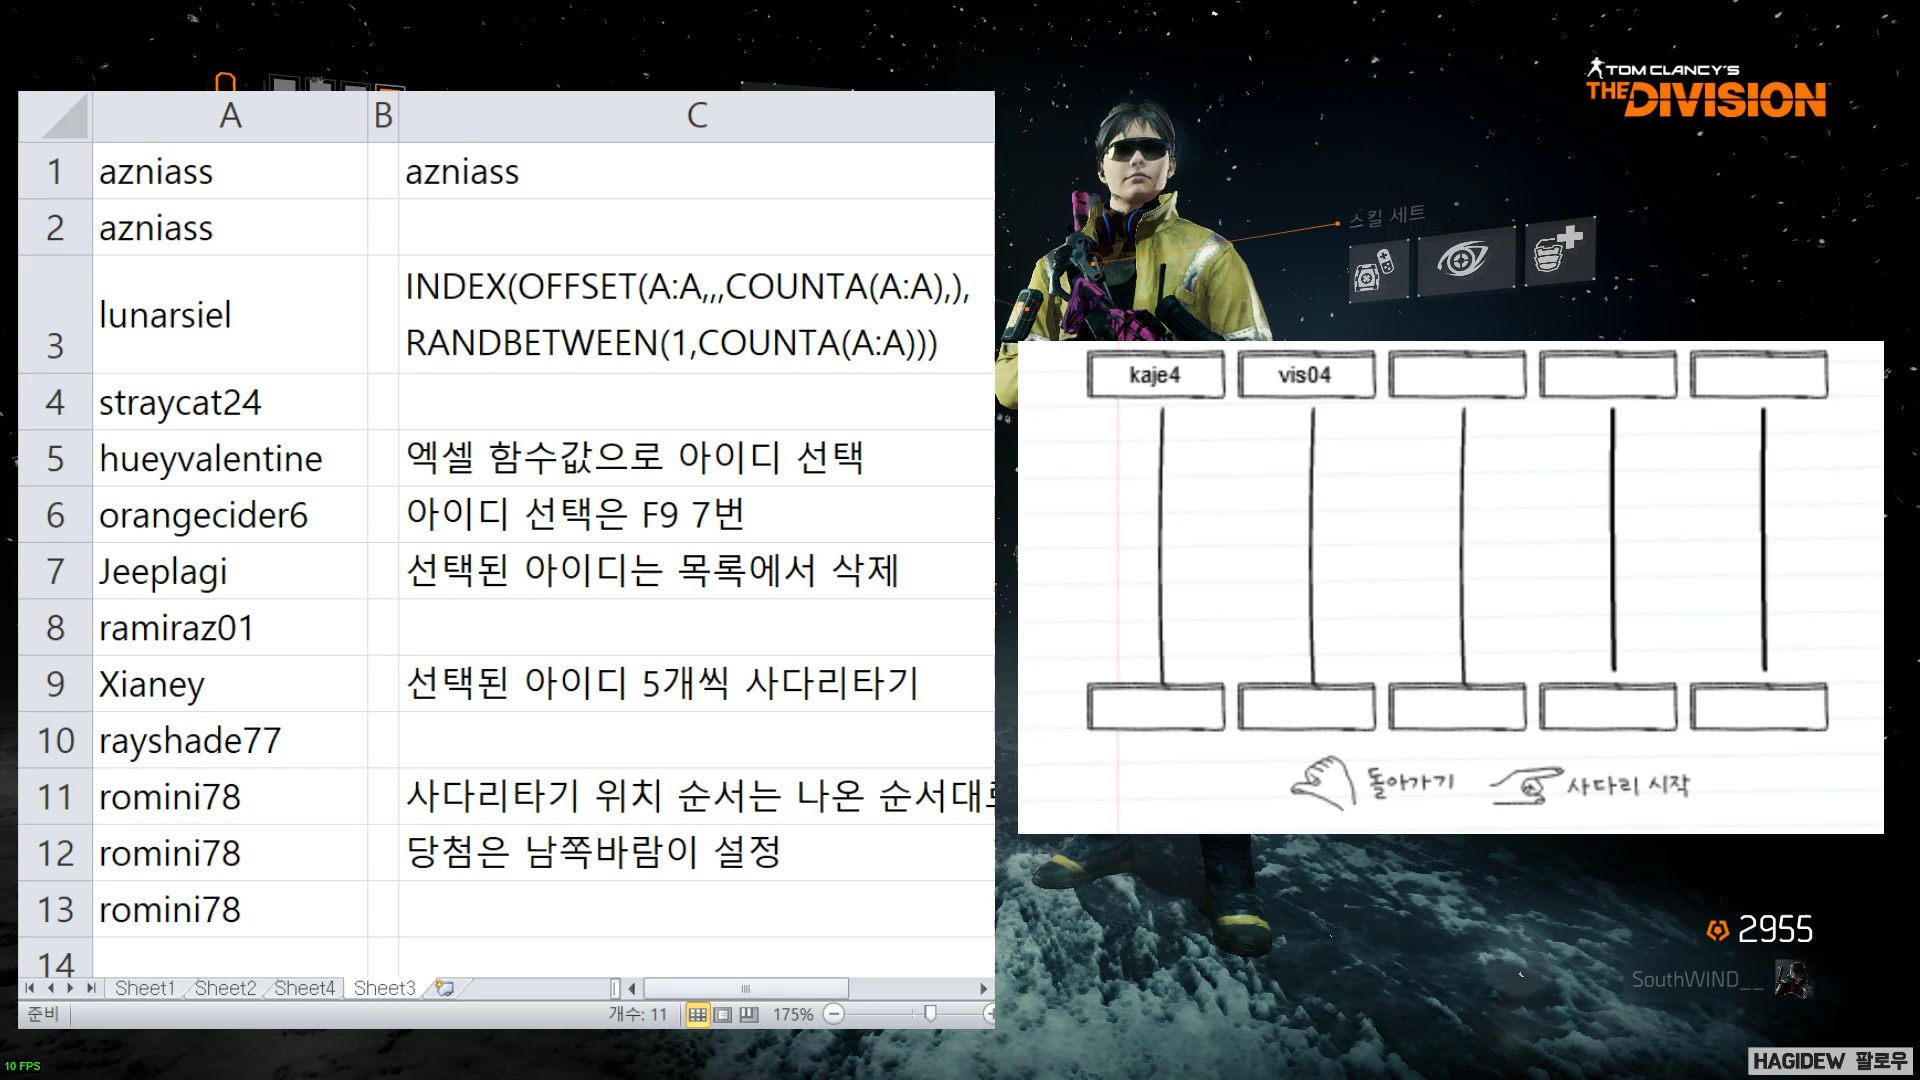 TOM CLANCY'S
THE DIVISION
A B C
1 azniass azniass
2 azniass
3 lunarsiel INDEX(OFFSET(A:A,,,COUNTA(A:A),),
RANDBETWEEN(1,COUNTA(A:A)))
4 straycat24
5 hueyvalentine 엑셀 함수값으로 아이디 선택
6 orangecider6 아이디 선택은 F9 7번
7 Jeeplagi 선택된 아이디는 목록에서 삭제
8 ramiraz01
9 Xianey 선택된 아이디 5개씩 사다리타기
10 rayshade77
11 romini78 사다리타기 위치 순서는 나온 순서대로
12 romini78 당첨은 남쪽바람이 설정
13 romini78
14
Sheet1 Sheet2 Sheet4 Sheet3
준비 개수: 11 175%
스킬 세트
kaje4 vis04
돌아가기 사다리 시작
2955
SouthWIND__
10 FPS
HAGIDEW 팔로우